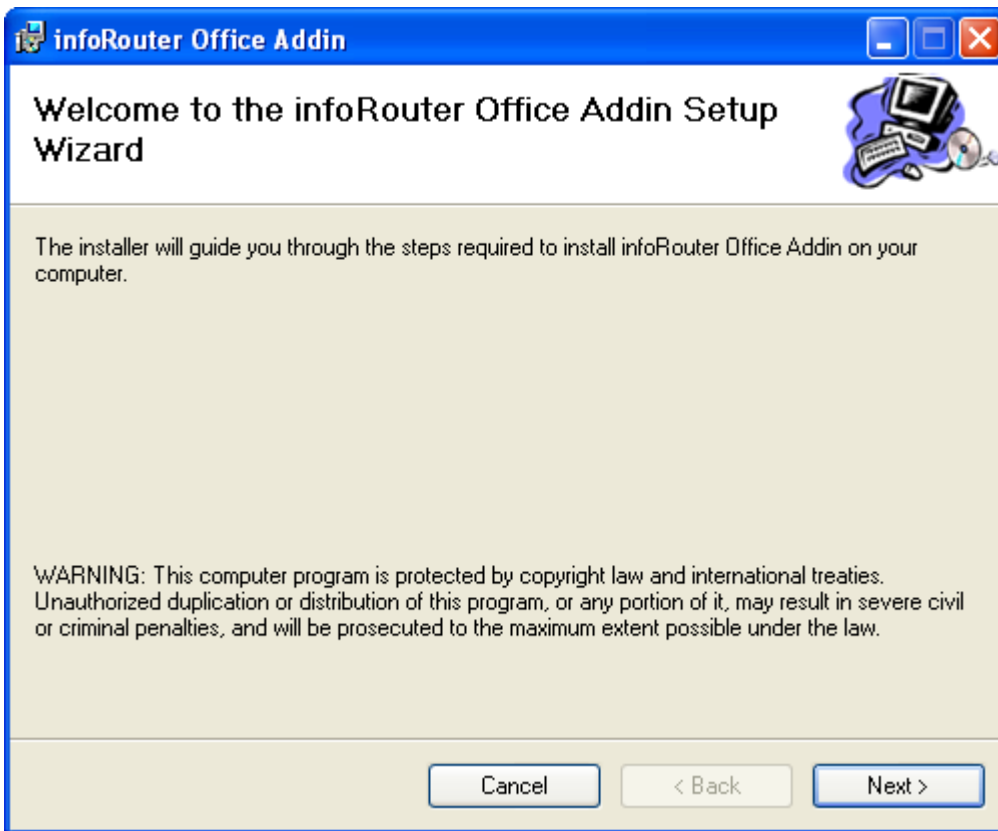 infoRouter Office Addin
Welcome to the infoRouter Office Addin Setup
Wizard
The installer will guide you through the steps required to install infoRouter Office Addin on your
computer.
WARNING: This computer program is protected by copyright law and international treaties.
Unauthorized duplication or distribution of this program, or any portion of it, may result in severe civil
or criminal penalties, and will be prosecuted to the maximum extent possible under the law.
Cancel
< Back
Next >